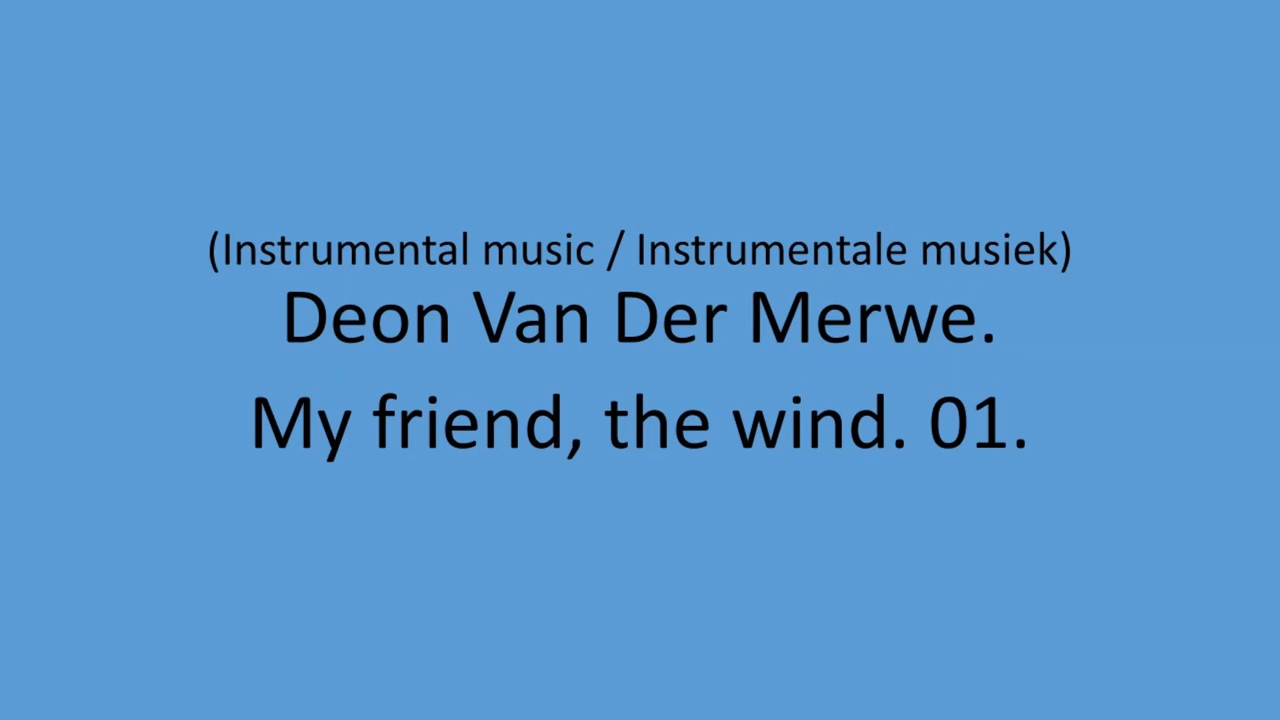 (Instrumental music / Instrumentale musiek)
Deon Van Der Merwe.
My friend, the wind. 01.